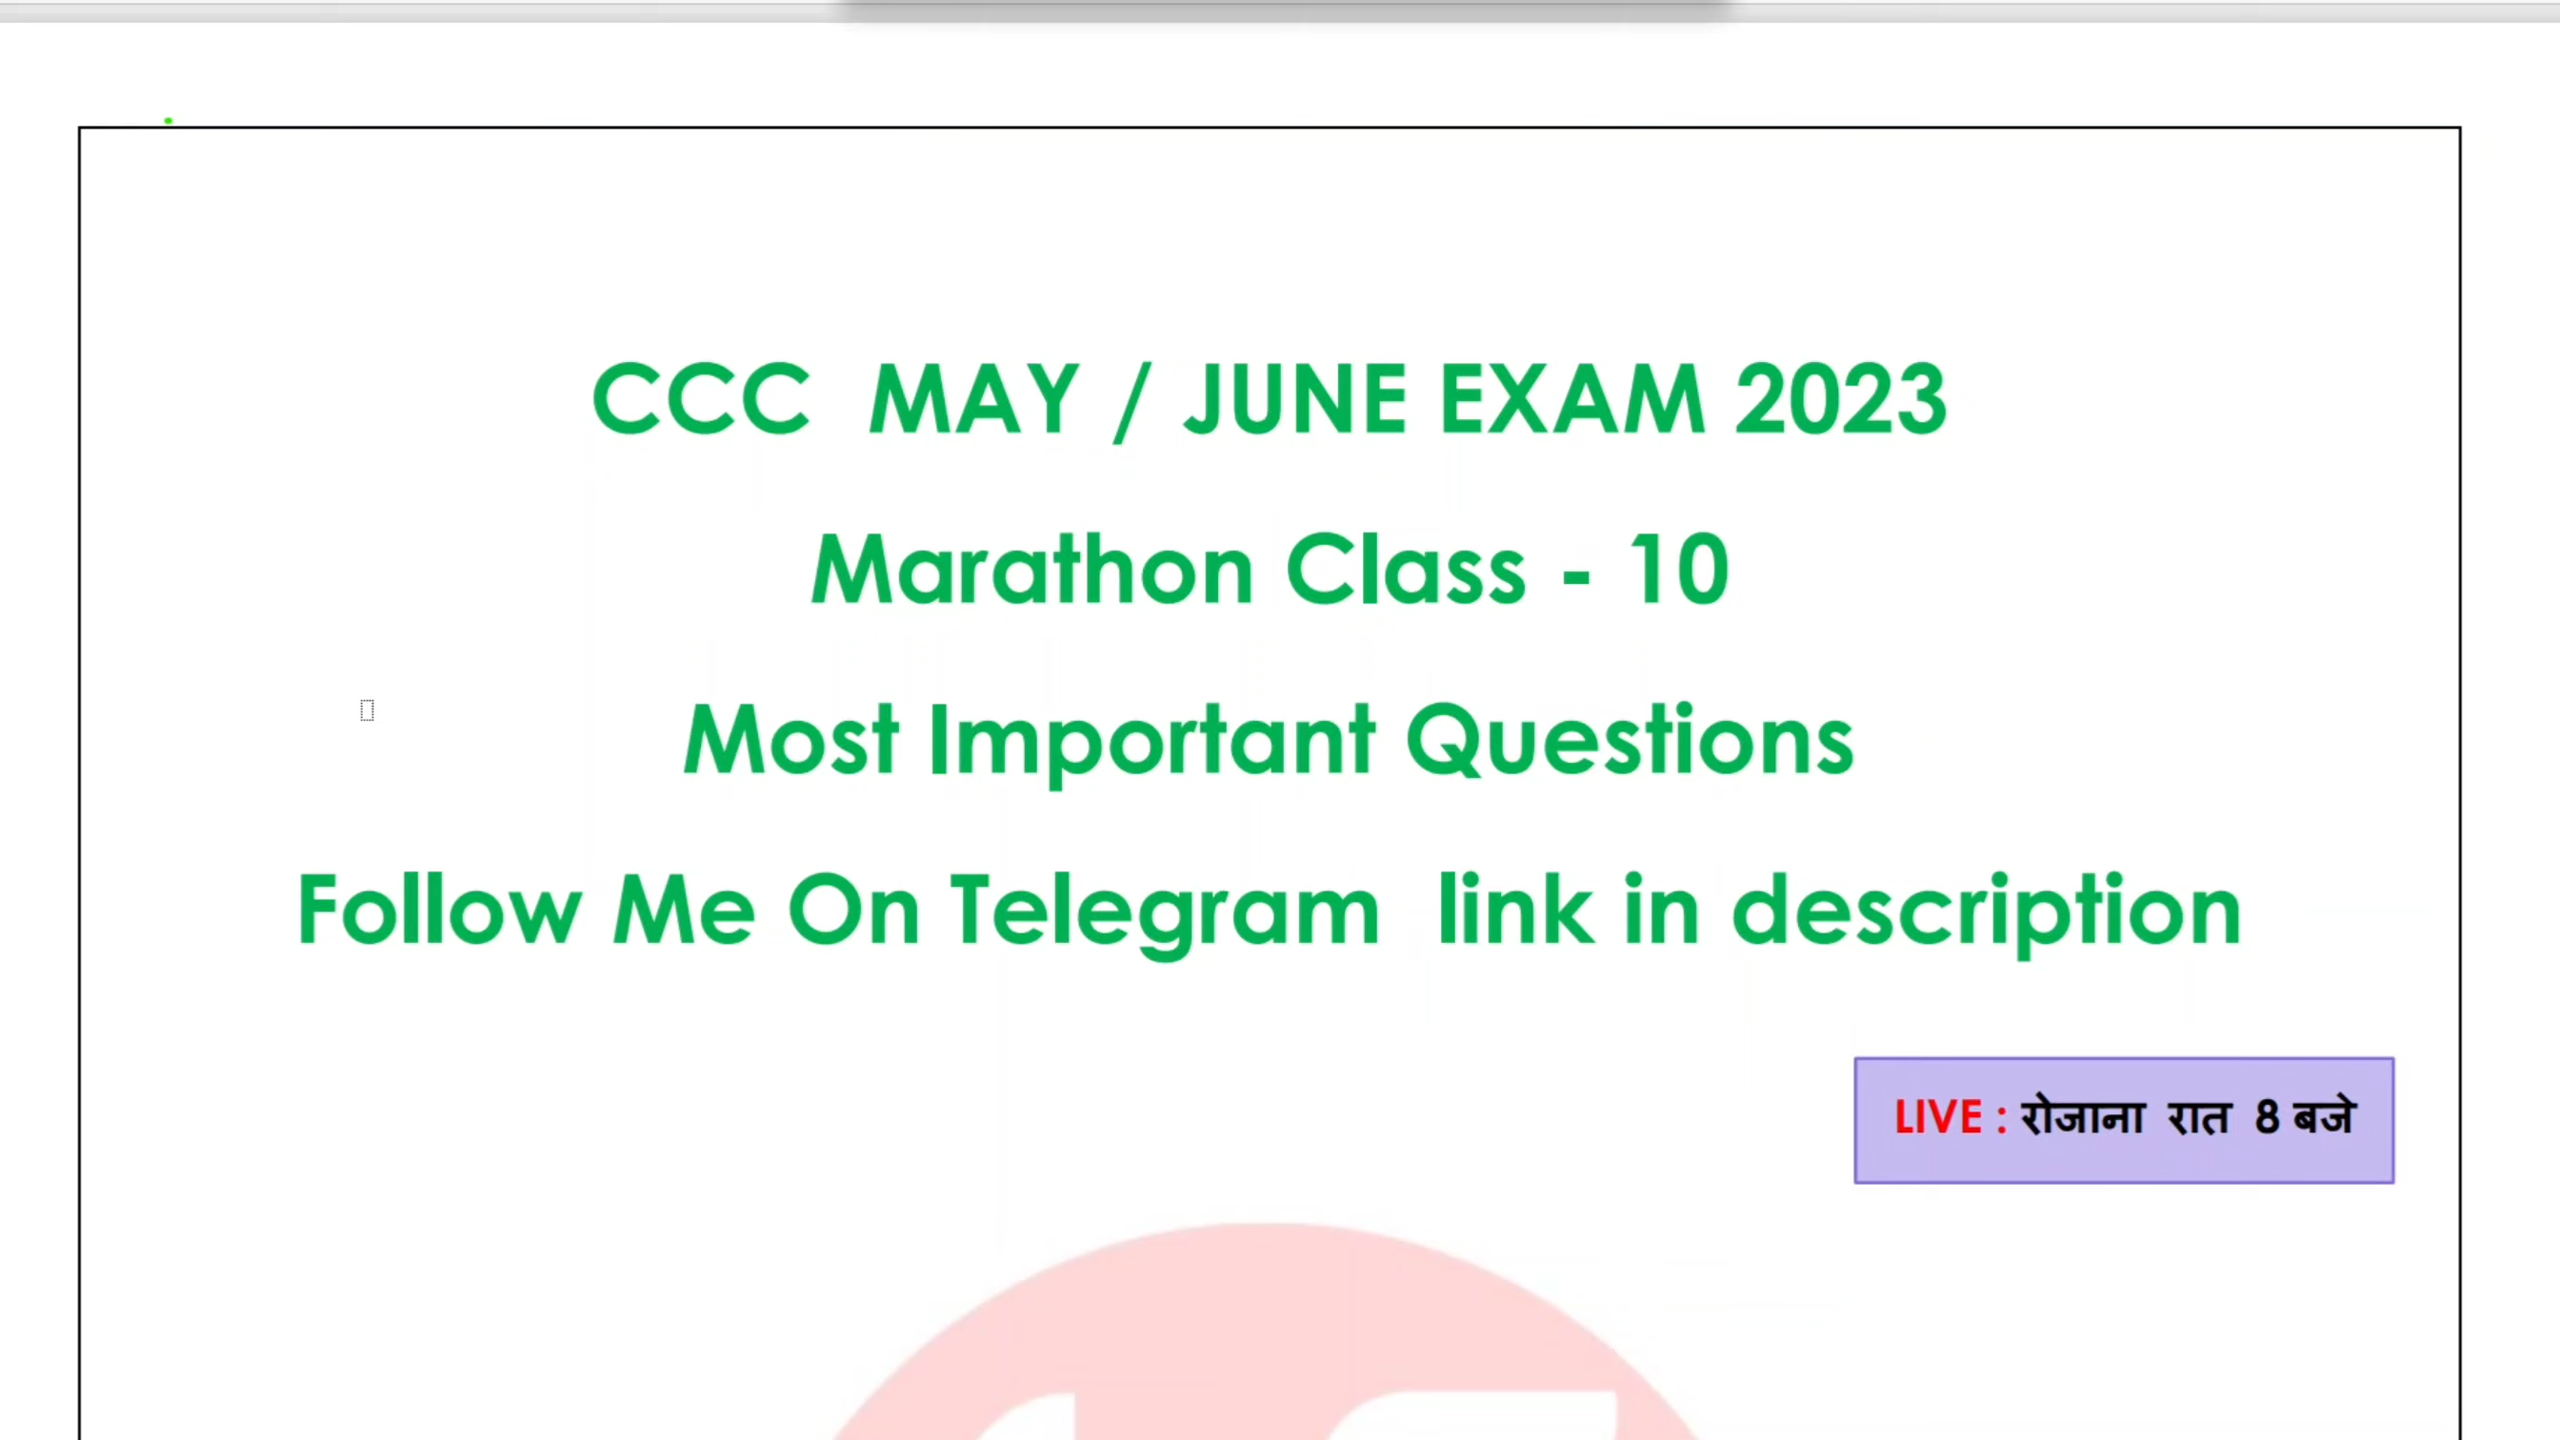 CCC MAY / JUNE EXAM 2023
Marathon Class - 10
Most Important Questions
Follow Me On Telegram link in description
LIVE : रोजाना रात 8 बजे